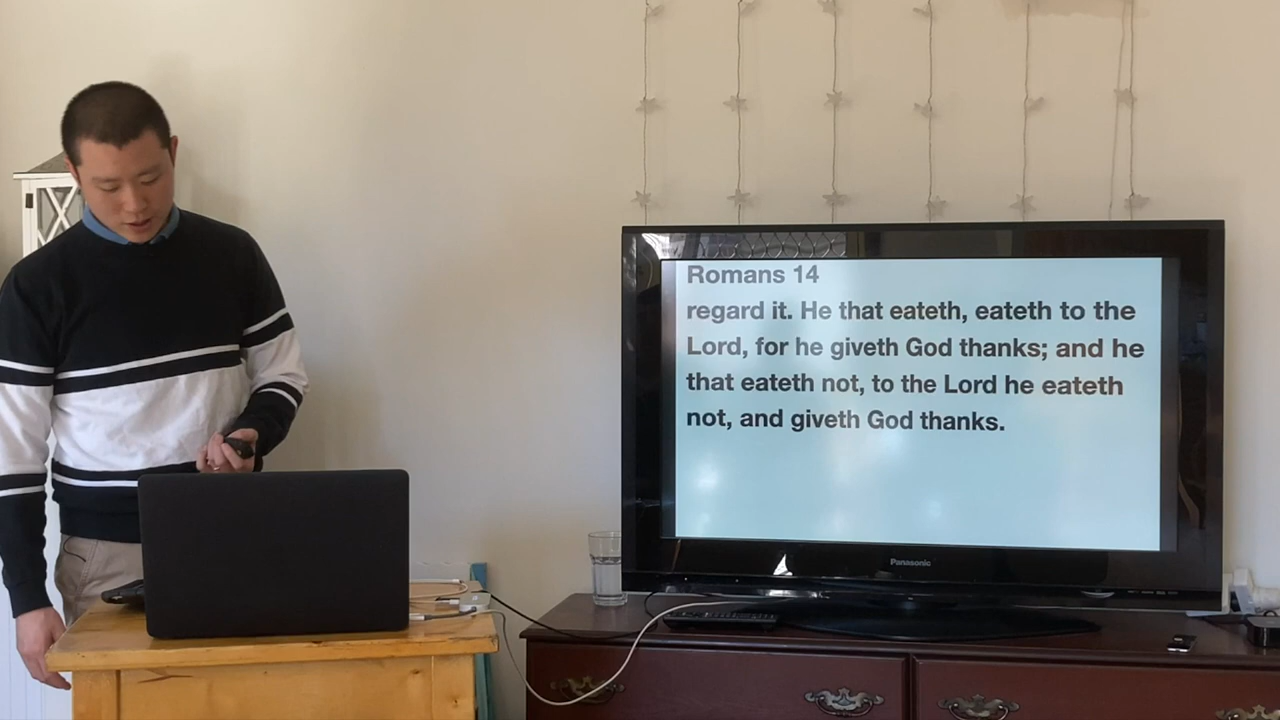 Romans 14
regard it. He that eateth, eateth to the
Lord, for he giveth God thanks; and he
that eateth not, to the Lord he eateth
not, and giveth God thanks.
Panasonic